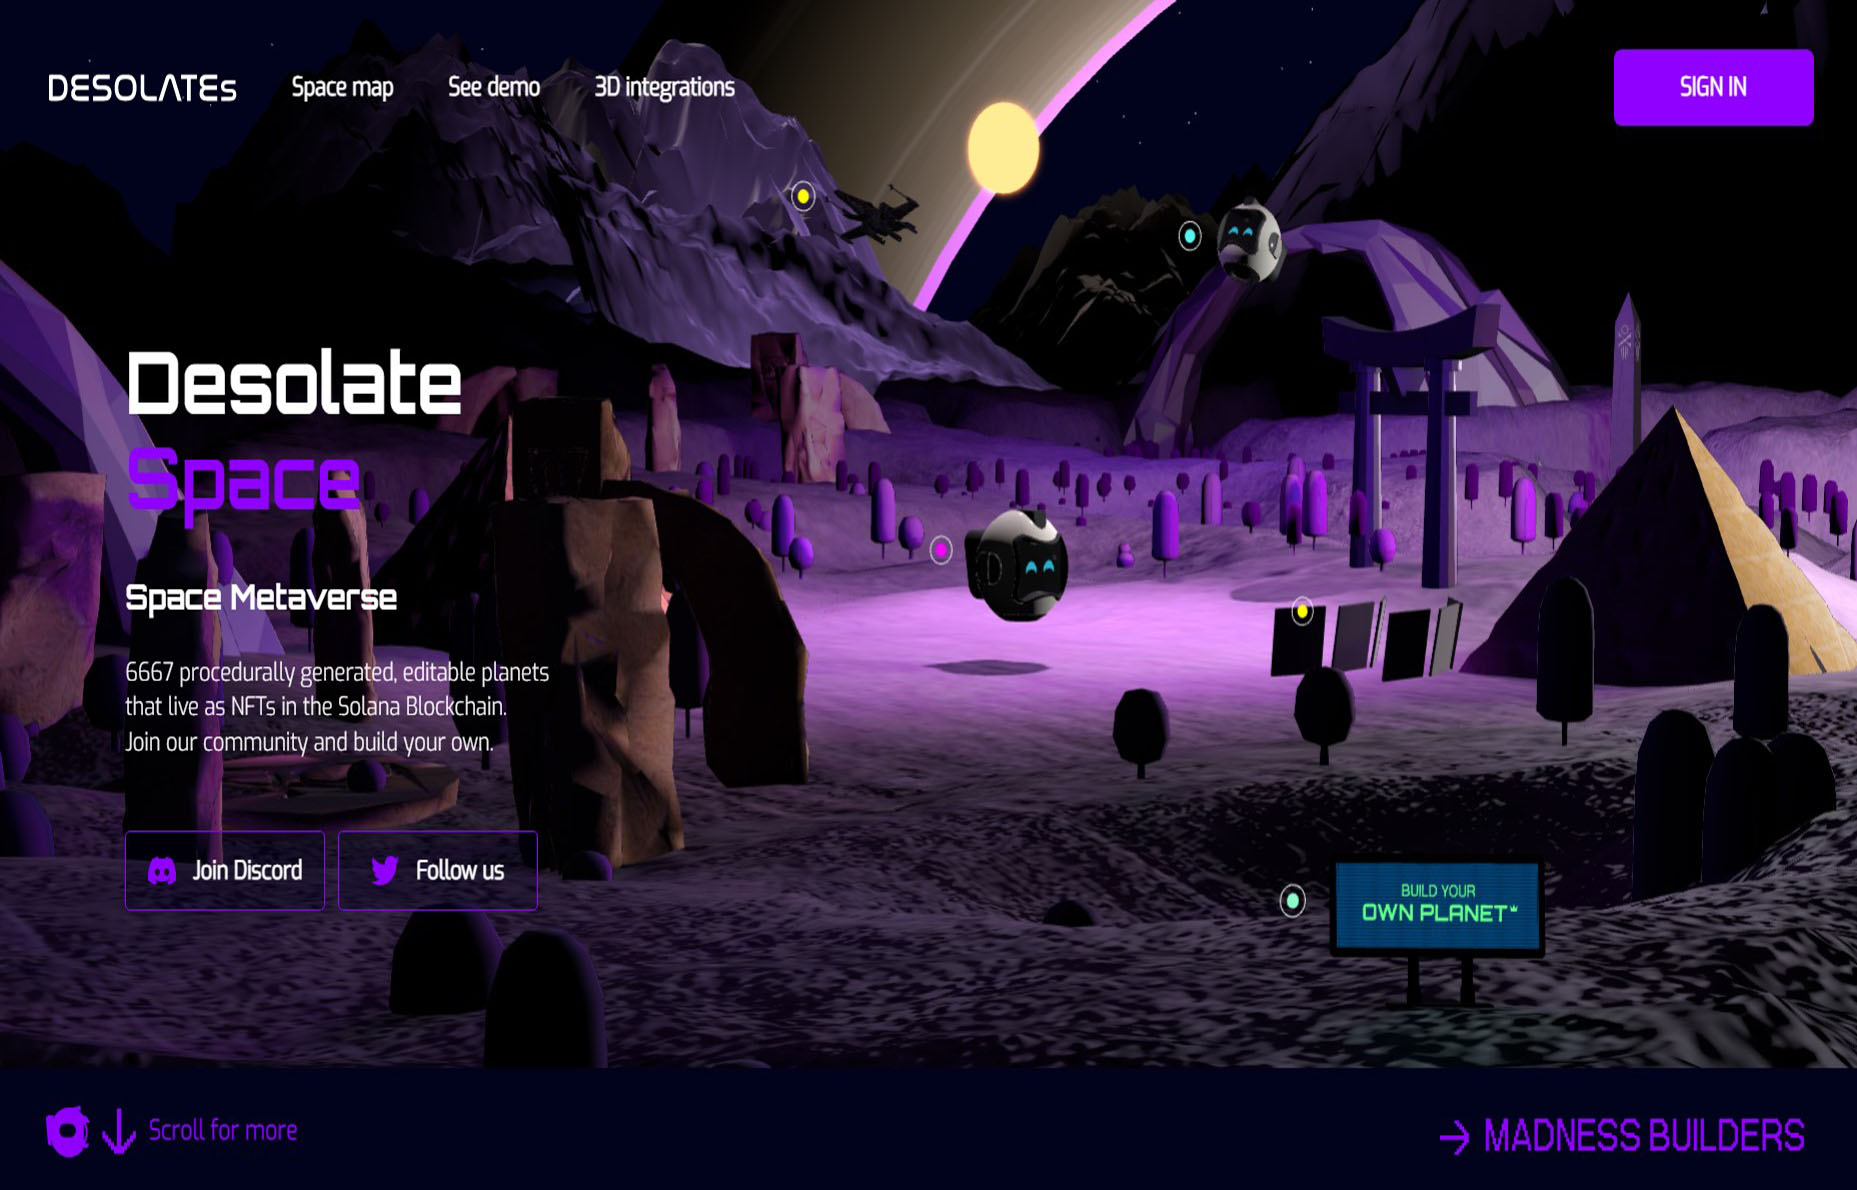 DESOLATEs
Space map
See demo
3D integrations
SIGN IN
Desolate
Space
Space Metaverse
6667 procedurally generated, editable planets
that live as NFTs in the Solana Blockchain.
Join our community and build your own.
Join Discord
Follow us
BUILD YOUR
OWN PLANET
Scroll for more
MADNESS BUILDERS